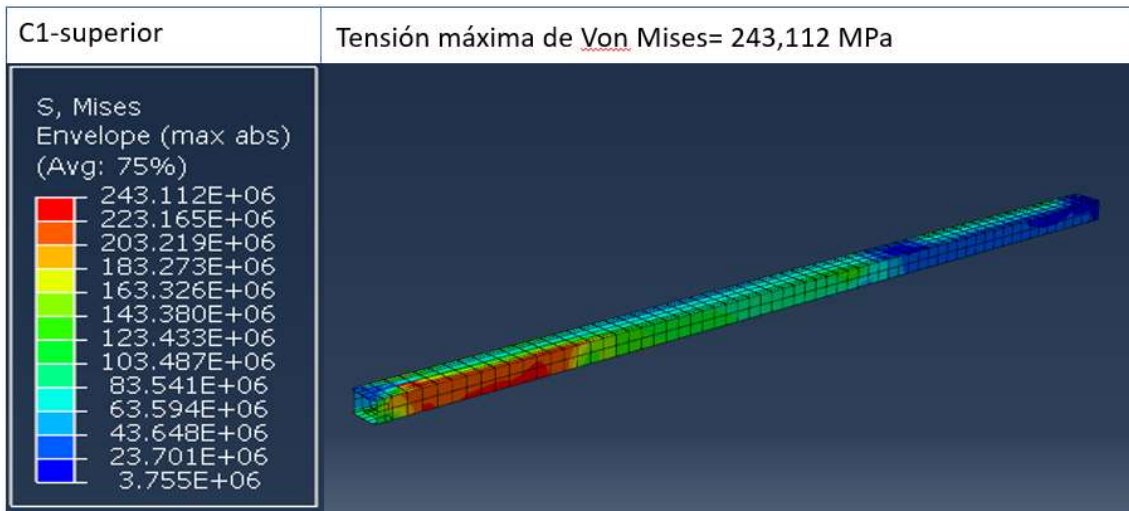 C1-superior
Tensión máxima de Von Mises= 243,112 MPa
S, Mises
Envelope (max abs)
(Avg: 75%)
243.112E+06
223.165E+06
203.219E+06
183.273E+06
163.326E+06
143.380E+06
123.433E+06
103.487E+06
83.541E+06
63.594E+06
43.648E+06
23.701E+06
3.755E+06